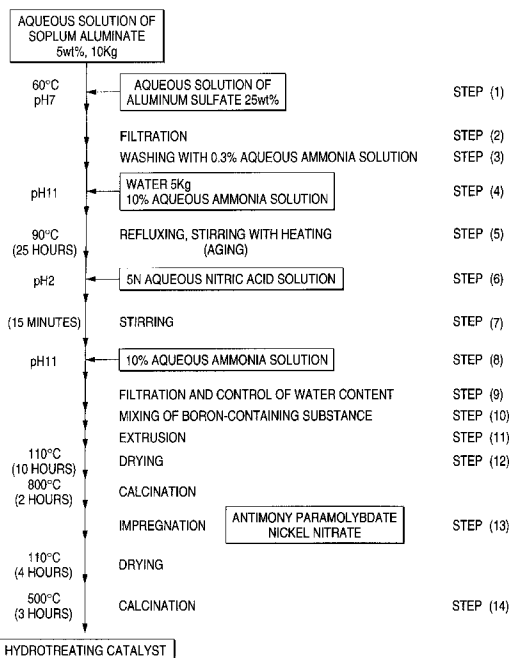 AQUEOUS SOLUTION OF
SOPLUM ALUMINATE
5wt%, 10Kg
60°C
pH7
AQUEOUS SOLUTION OF
ALUMINUM SULFATE 25wt%
STEP (1)
FILTRATION STEP (2)
WASHING WITH 0.3% AQUEOUS AMMONIA SOLUTION STEP (3)
pH11
WATER 5Kg
10% AQUEOUS AMMONIA SOLUTION
STEP (4)
90°C
(25 HOURS)
REFLUXING, STIRRING WITH HEATING
(AGING)
STEP (5)
pH2 5N AQUEOUS NITRIC ACID SOLUTION STEP (6)
(15 MINUTES) STIRRING STEP (7)
pH11 10% AQUEOUS AMMONIA SOLUTION STEP (8)
FILTRATION AND CONTROL OF WATER CONTENT STEP (9)
MIXING OF BORON-CONTAINING SUBSTANCE STEP (10)
EXTRUSION STEP (11)
110°C
(10 HOURS)
DRYING STEP (12)
800°C
(2 HOURS)
CALCINATION
IMPREGNATION
ANTIMONY PARAMOLYBDATE
NICKEL NITRATE
STEP (13)
110°C
(4 HOURS)
DRYING
500°C
(3 HOURS)
CALCINATION STEP (14)
HYDROTREATING CATALYST